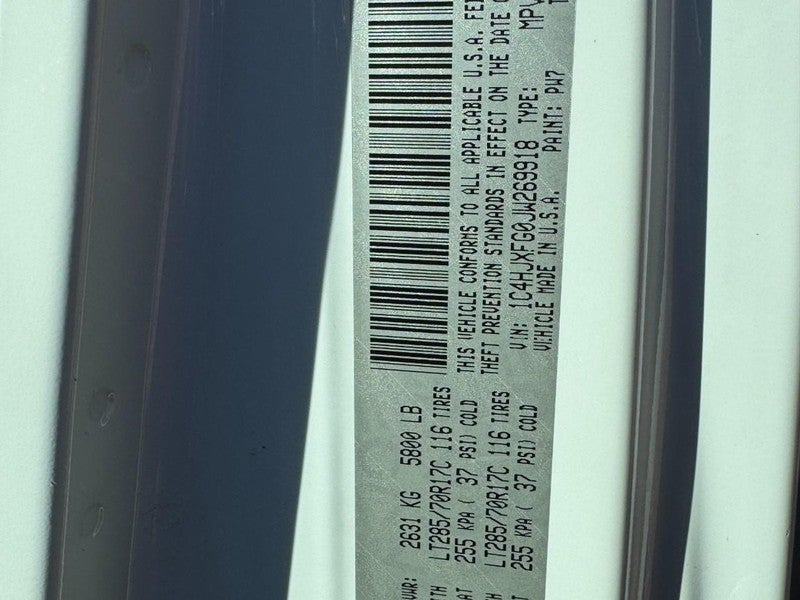 2631 KG 5800 LB
LT285/70R17C 116 TIRES
255 KPA ( 37 PSI) COLD
LT285/70R17C 116 TIRES
255 KPA ( 37 PSI) COLD
THIS VEHICLE CONFORMS TO ALL APPLICABLE U.S.A. FE
THEFT PREVENTION STANDARDS IN EFFECT ON THE DATE
VIN: 1C4HJXFG0JW269918 TYPE: MPV
VEHICLE MADE IN U.S.A. PAINT: PW7